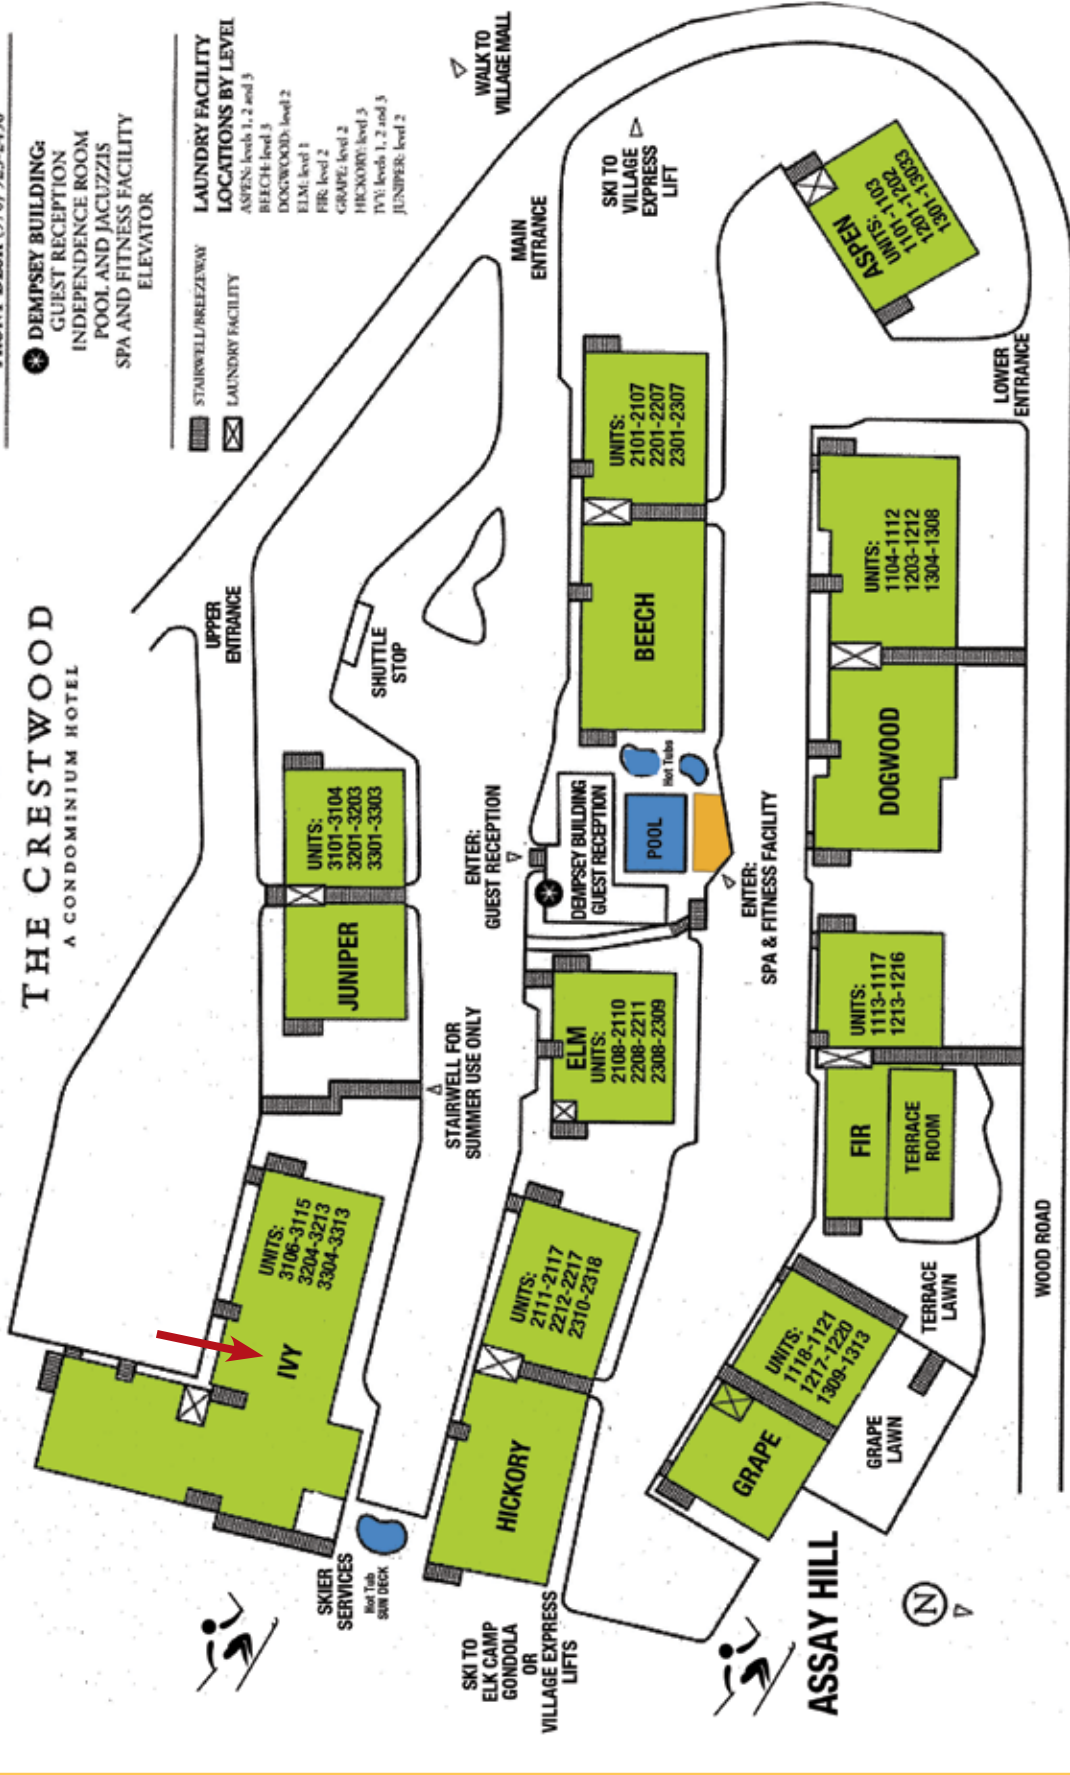 THE CRESTWOOD
A CONDOMINIUM HOTEL
DEMPSEY BUILDING:
GUEST RECEPTION
INDEPENDENCE ROOM
POOL AND JACUZZIS
SPA AND FITNESS FACILITY
ELEVATOR
STAIRWELL/BREEZEWAY
LAUNDRY FACILITY
LAUNDRY FACILITY
LOCATIONS BY LEVEL
ASPEN: levels 1, 2 and 3
BEECH: level 3
DOGWOOD: level 2
ELM: level 1
FIR: level 2
GRAPE: level 2
HICKORY: level 3
IVY: levels 1, 2 and 3
JUNIPER: level 2
WALK TO
VILLAGE MALL
UPPER
ENTRANCE
SHUTTLE
STOP
MAIN
ENTRANCE
SKI TO
VILLAGE
EXPRESS
LIFT
ASPEN
UNITS:
1101-1103
1201-1202
1301-13033
LOWER
ENTRANCE
UNITS:
3106-3115
3204-3213
3304-3313
IVY
JUNIPER
UNITS:
3101-3104
3201-3203
3301-3303
STAIRWELL FOR
SUMMER USE ONLY
ENTER:
GUEST RECEPTION
SKIER
SERVICES
Hot Tub
SUN DECK
HICKORY
UNITS:
2111-2117
2212-2217
2310-2318
ELM
UNITS:
2108-2110
2208-2211
2308-2309
DEMPSEY BUILDING
GUEST RECEPTION
POOL
Hot Tubs
BEECH
UNITS:
2101-2107
2201-2207
2301-2307
SKI TO
ELK CAMP
GONDOLA
OR
VILLAGE EXPRESS
LIFTS
ENTER:
SPA & FITNESS FACILITY
GRAPE
UNITS:
1118-1121
1217-1220
1309-1313
FIR
TERRACE
ROOM
UNITS:
1113-1117
1213-1216
DOGWOOD
UNITS:
1104-1112
1203-1212
1304-1308
GRAPE
LAWN
TERRACE
LAWN
ASSAY HILL
N
WOOD ROAD